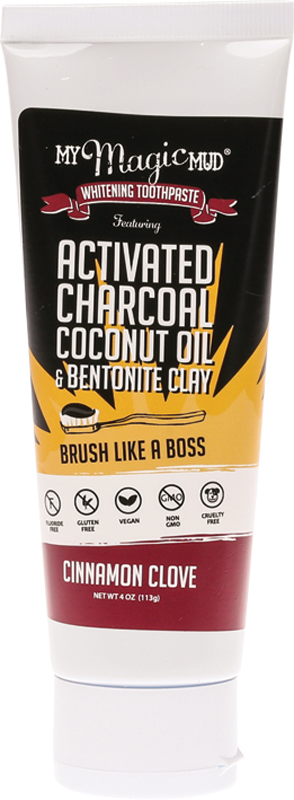 MY Magic MUD®
WHITENING TOOTHPASTE
Featuring
ACTIVATED
CHARCOAL
COCONUT OIL
& BENTONITE CLAY
BRUSH LIKE A BOSS
GMO
FLUORIDE FREE
GLUTEN FREE
VEGAN
NON GMO
CRUELTY FREE
CINNAMON CLOVE
NET WT 4 OZ (113g)